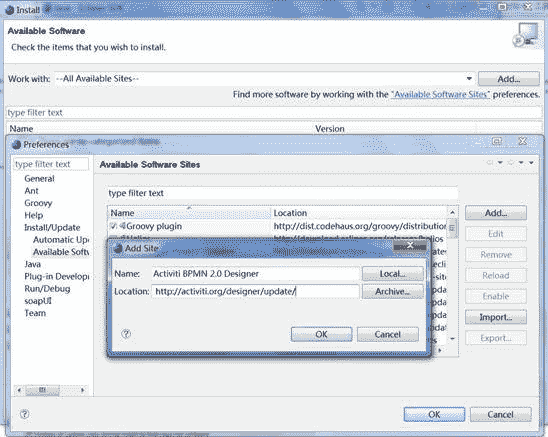 Install
Available Software
Check the items that you wish to install.
Work with: --All Available Sites-- Add...
Find more software by working with the "Available Software Sites" preferences.
type filter text
Name Version
Preferences
type filter text
Available Software Sites
General
Ant
Groovy
Help
Install/Update
Automatic Up
Available Softw
Java
Plug-in Developm
Run/Debug
soapUI
Team
type filter text
Name Location
Groovy plugin http://dist.codehaus.org/groovy/distribution
Add...
Edit
Remove
Reload
Enable
Import...
Export...
Add Site
Name: Activiti BPMN 2.0 Designer Local...
Location: http://activiti.org/designer/update/ Archive...
OK Cancel
OK Cancel